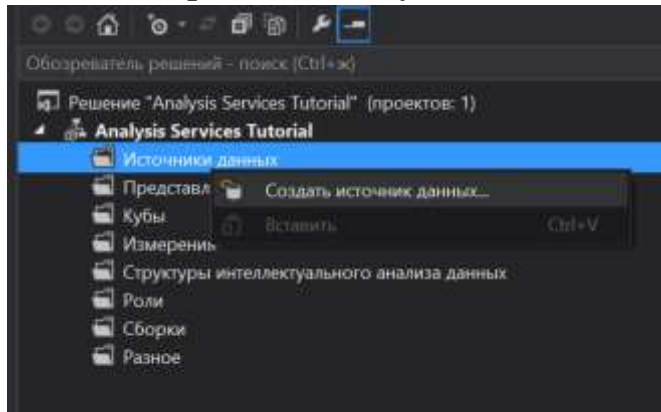 Обозреватель решений – поиск (Ctrl+ж)
Решение "Analysis Services Tutorial" (проектов: 1)
Analysis Services Tutorial
Источники данных
Представл
Создать источник данных...
Кубы
Вставить
Ctrl+V
Измерения
Структуры интеллектуального анализа данных
Роли
Сборки
Разное